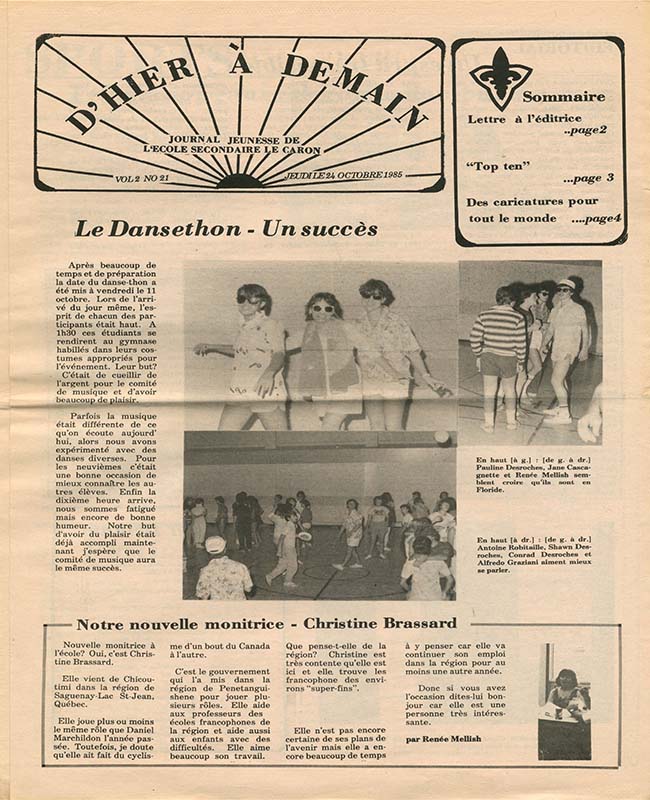 D'HIER À DEMAIN
JOURNAL JEUNESSE DE
L'ECOLE SECONDAIRE LE CARON
VOL 2 NO 21
JEUDI LE 24 OCTOBRE 1985
Sommaire
Lettre à l'éditrice
..page2
"Top ten"
...page 3
Des caricatures pour
tout le monde ....page4
Le Dansethon - Un succès
Après beaucoup de
temps et de préparation
la date du danse-thon a
été mis à vendredi le 11
octobre. Lors de l'arri-
vé du jour même, l'es-
prit de chacun des par-
ticipants était haut. A
1h30 ces étudiants se
rendirent au gymnase
habillés dans leurs cos-
tumes appropriés pour
l'événement. Leur but?
C'était de cueillir de
l'argent pour le comité
de musique et d'avoir
beaucoup de plaisir.
Parfois la musique
était différente de ce
qu'on écoute aujourd'
hui, alors nous avons
expérimenté avec des
danses diverses. Pour
les neuvièmes c'était
une bonne occasion de
mieux connaître les au-
tres élèves. Enfin la
dixième heure arrive,
nous sommes fatigué
mais encore de bonne
humeur. Notre but
d'avoir du plaisir était
déjà accompli mainte-
nant j'espère que le
comité de musique aura
le même succès.
En haut [à g.] : [de g. à dr.]
Pauline Desroches, Jane Casca-
gnette et Renée Mellish sem-
blent croire qu'ils sont en
Floride.
En haut [à dr.] : [de g. à dr.]
Antoine Robitaille, Shawn Des-
roches, Conrad Desroches et
Alfredo Graziani aiment mieux
se parler.
Notre nouvelle monitrice - Christine Brassard
Nouvelle monitrice à
l'école? Oui, c'est Chris-
tine Brassard.
Elle vient de Chicou-
timi dans la région de
Saguenay-Lac St-Jean,
Québec.
Elle joue plus ou moins
le même rôle que Daniel
Marchildon l'année pas-
sée. Toutefois, je doute
qu'elle ait fait du cyclis-
me d'un bout du Canada
à l'autre.
C'est le gouvernement
qui l'a mis dans la
région de Penetangui-
shene pour jouer plu-
sieurs rôles. Elle aide
aux professeurs des
écoles francophones de
la région et aide aussi
aux enfants avec des
difficultés. Elle aime
beaucoup son travail.
Que pense-t-elle de la
région? Christine est
très contente qu'elle est
ici et elle trouve les
francophone des envi-
rons "super-fins".
Elle n'est pas encore
certaine de ses plans de
l'avenir mais elle a en-
core beaucoup de temps
à y penser car elle va
continuer son emploi
dans la région pour au
moins une autre année.
Donc si vous avez
l'occasion dites-lui bon-
jour car elle est une
personne très intéres-
sante.
par Renée Mellish